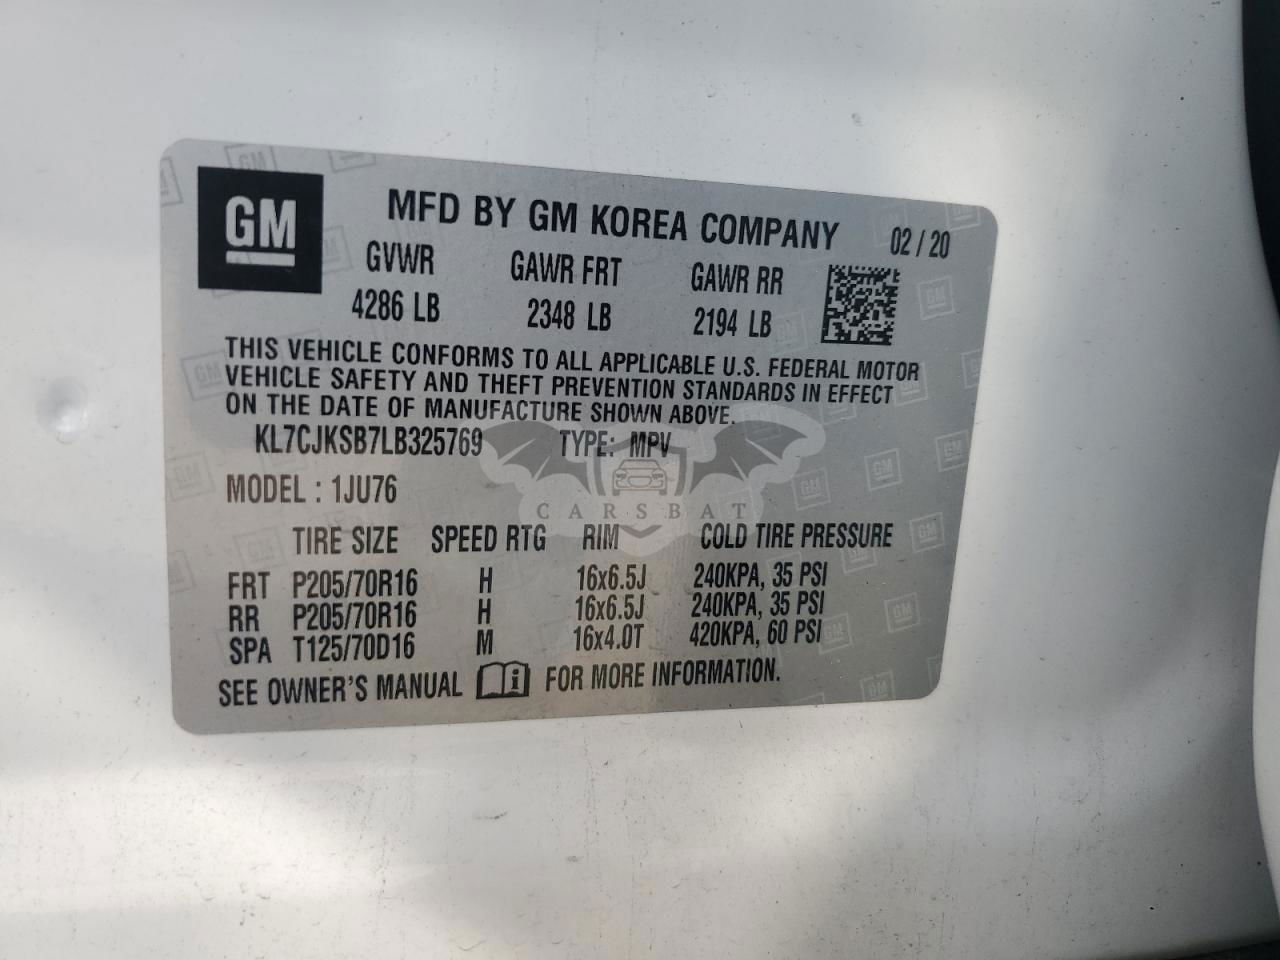 GM
MFD BY GM KOREA COMPANY 02 / 20
GVWR GAWR FRT GAWR RR
4286 LB 2348 LB 2194 LB
THIS VEHICLE CONFORMS TO ALL APPLICABLE U.S. FEDERAL MOTOR
VEHICLE SAFETY AND THEFT PREVENTION STANDARDS IN EFFECT
ON THE DATE OF MANUFACTURE SHOWN ABOVE.
KL7CJKSB7LB325769 TYPE: MPV
MODEL : 1JU76
CARSBAT
TIRE SIZE SPEED RTG RIM COLD TIRE PRESSURE
FRT P205/70R16 H 16x6.5J 240KPA, 35 PSI
RR P205/70R16 H 16x6.5J 240KPA, 35 PSI
SPA T125/70D16 M 16x4.0T 420KPA, 60 PSI
SEE OWNER'S MANUAL i FOR MORE INFORMATION.